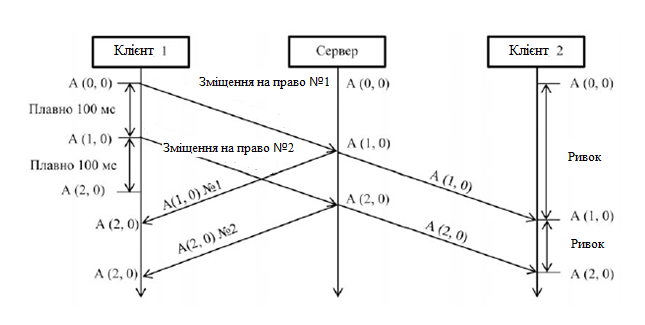 Клієнт 1
Сервер
Клієнт 2
A (0, 0)
Зміщення на право №1
A (0, 0)
A (0, 0)
Плавно 100 мс
A (1, 0)
Зміщення на право №2
A (1, 0)
Ривок
Плавно 100 мс
A (1, 0)
A (2, 0)
A(1, 0) №1
A (2, 0)
A (1, 0)
A (2, 0)
A(2, 0) №2
A (2, 0)
Ривок
A (2, 0)
A (2, 0)